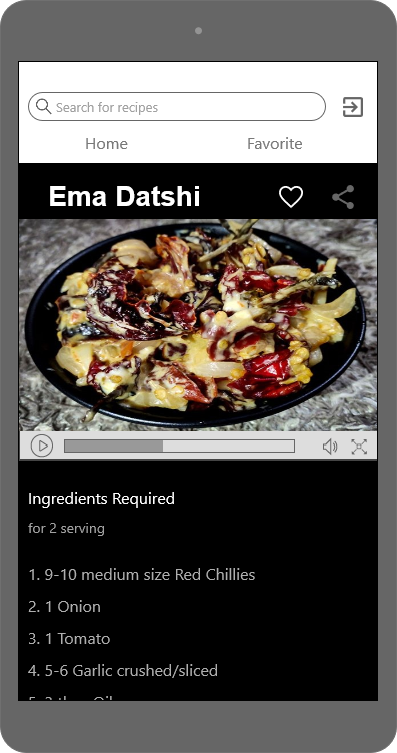 Search for recipes
Home Favorite
Ema Datshi
Ingredients Required
for 2 serving
1. 9-10 medium size Red Chillies
2. 1 Onion
3. 1 Tomato
4. 5-6 Garlic crushed/sliced